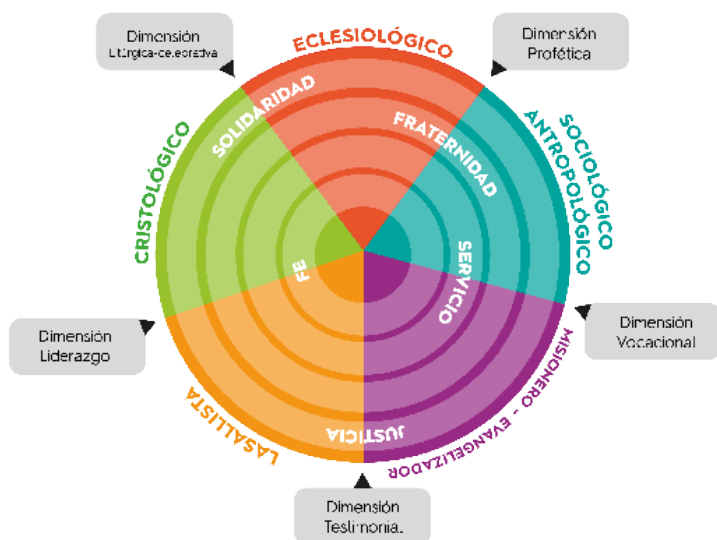 Dimensión
Litúrgica-celebrativa
ECLESIOLÓGICO
Dimensión
Profética
SOLIDARIDAD
FRATERNIDAD
CRISTOLÓGICO
SOCIOLÓGICO
ANTROPOLÓGICO
FE
SERVICIO
Dimensión
Liderazgo
Dimensión
Vocacional
LASALLISTA
JUSTICIA
MISIONERO - EVANGELIZADOR
Dimensión
Testimonial